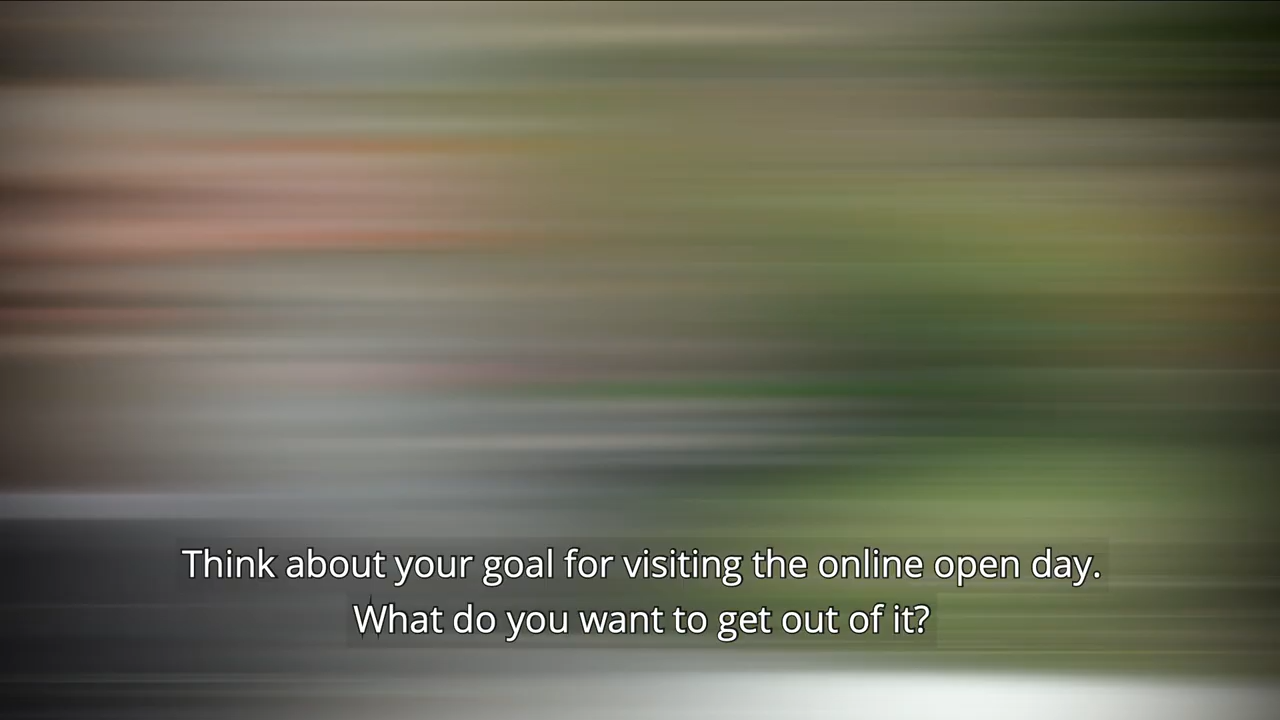 Think about your goal for visiting the online open day.
What do you want to get out of it?